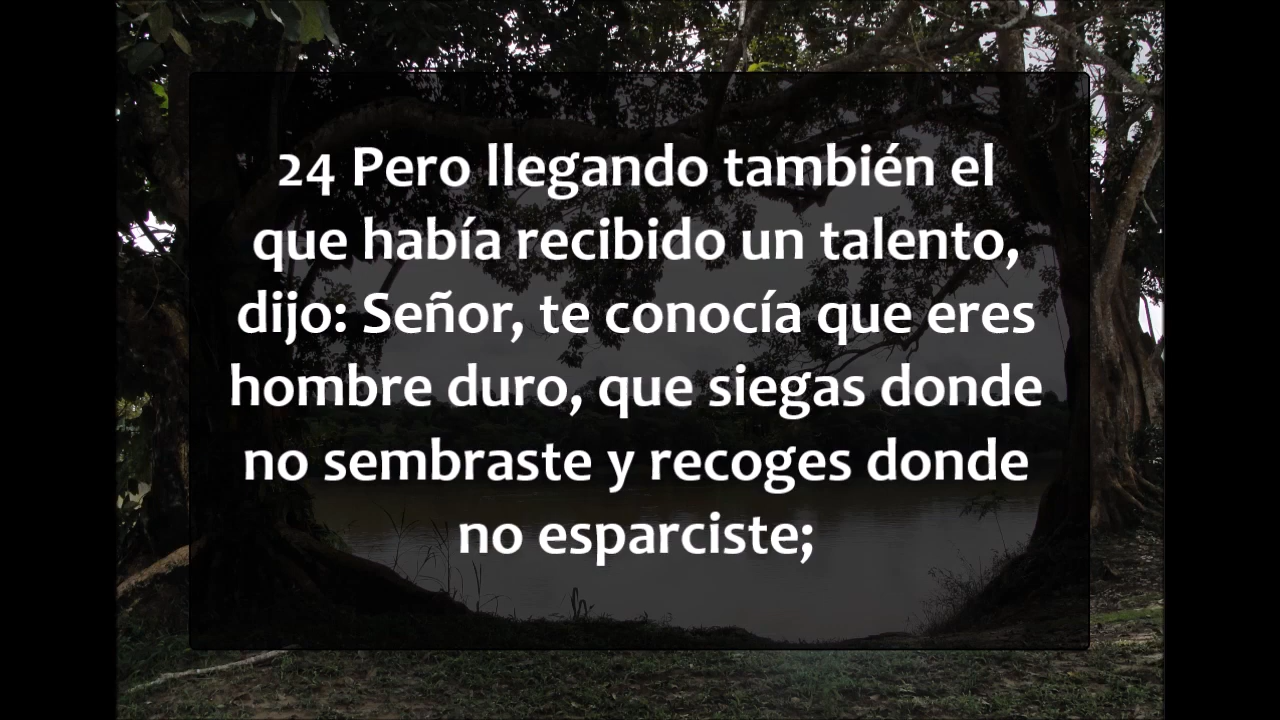 24 Pero llegando también el
que había recibido un talento,
dijo: Señor, te conocía que eres
hombre duro, que siegas donde
no sembraste y recoges donde
no esparciste;